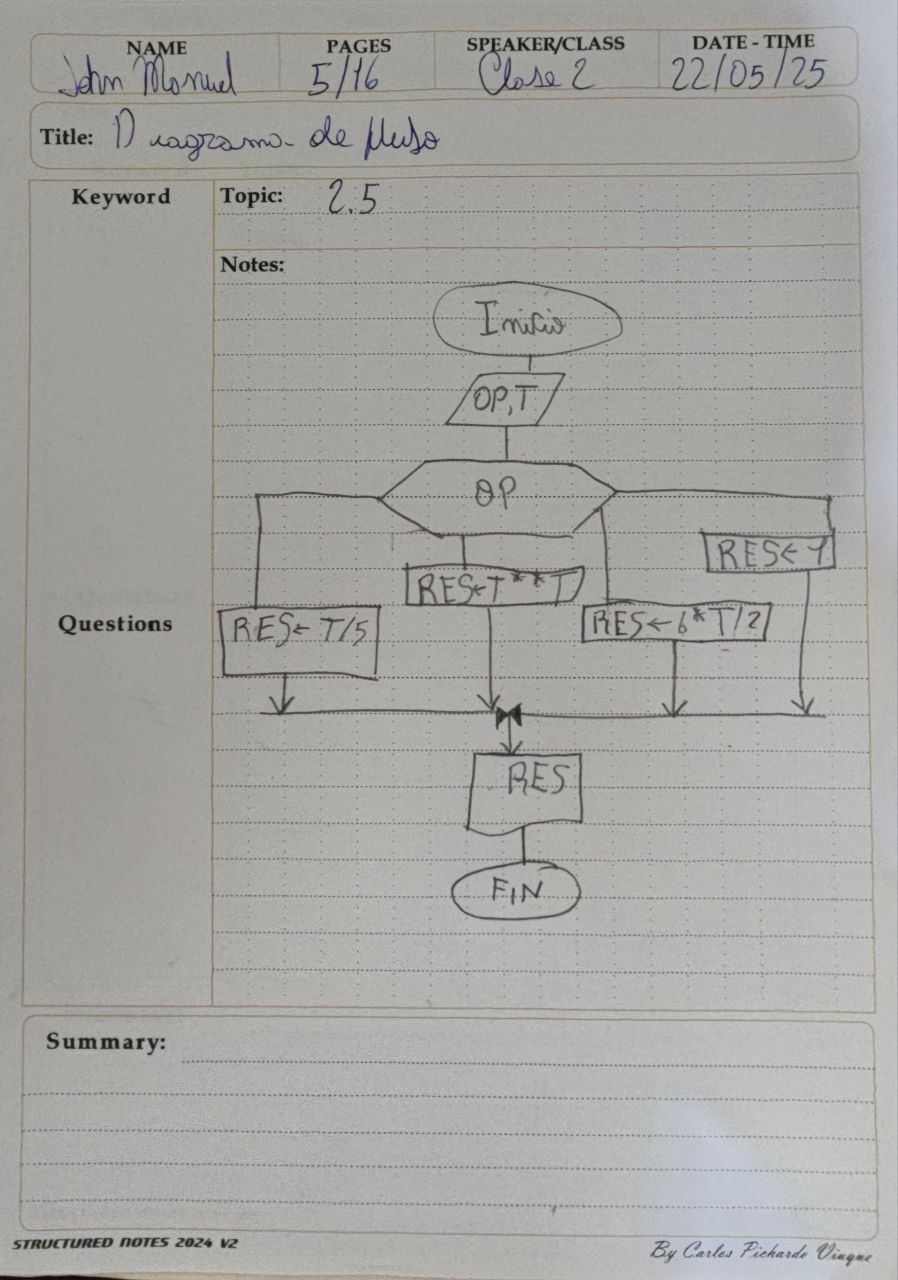 NAME PAGES SPEAKER/CLASS DATE - TIME
John Manuel 5/16 Clase 2 22/05/25
Title: Diagrama de flujo
Keyword
Topic: 2.5
Notes:
Inicio
OP,T
OP
RES← 1
RES←T**T
RES← T/5
RES←6*T/2
Questions
RES
FIN
Summary:
STRUCTURED NOTES 2024 V2
By Carlos Pichardo Viuque